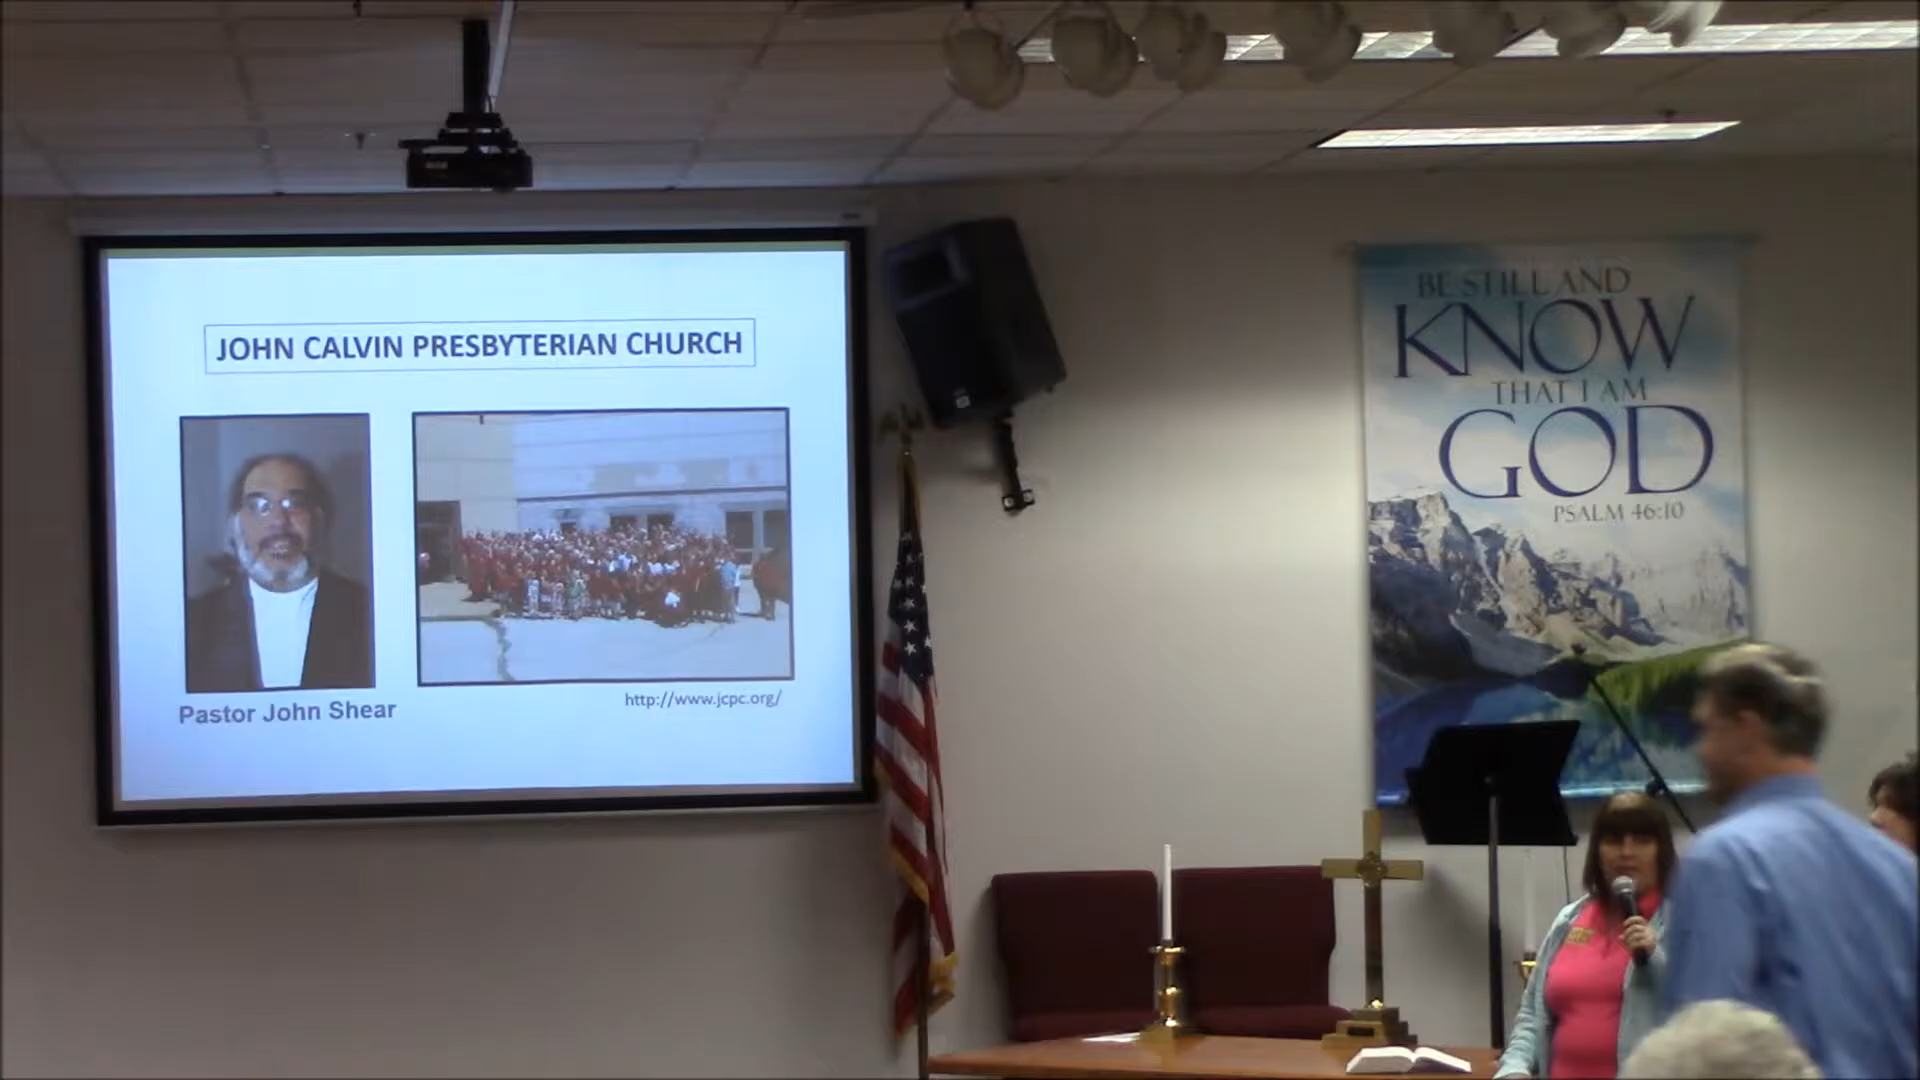 JOHN CALVIN PRESBYTERIAN CHURCH
Pastor John Shear
http://www.jcpc.org/
BE STILL AND
KNOW
THAT I AM
GOD
PSALM 46:10